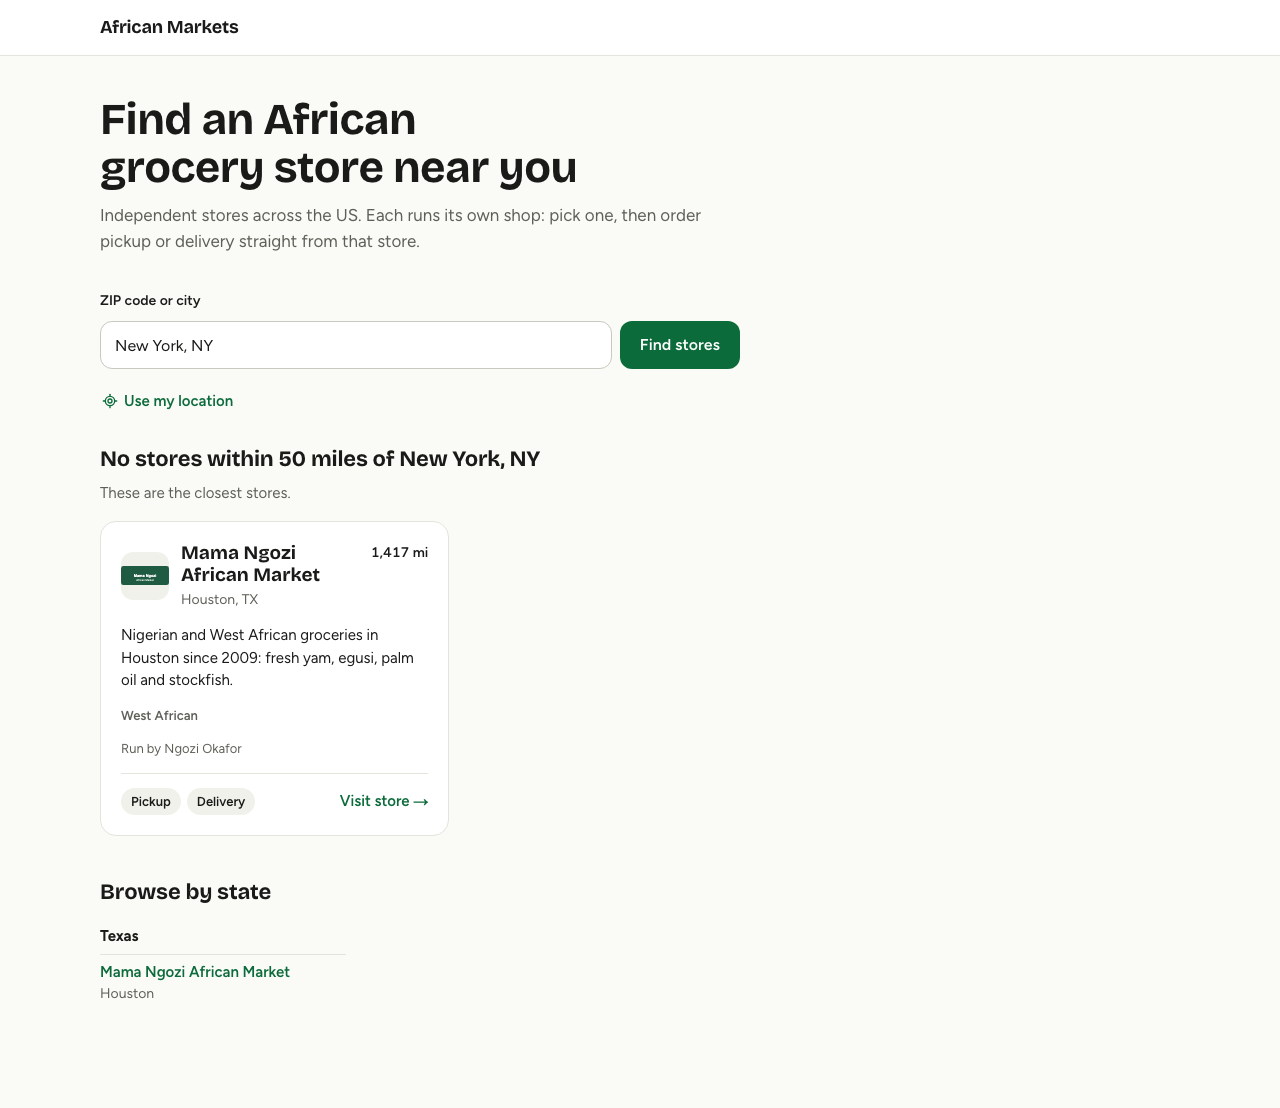 African Markets
Find an African
grocery store near you
Independent stores across the US. Each runs its own shop: pick one, then order
pickup or delivery straight from that store.
ZIP code or city
New York, NY
Find stores
Use my location
No stores within 50 miles of New York, NY
These are the closest stores.
Mama Ngozi
Mama Ngozi
African Market
1,417 mi
Houston, TX
Nigerian and West African groceries in
Houston since 2009: fresh yam, egusi, palm
oil and stockfish.
West African
Run by Ngozi Okafor
Pickup
Delivery
Visit store →
Browse by state
Texas
Mama Ngozi African Market
Houston